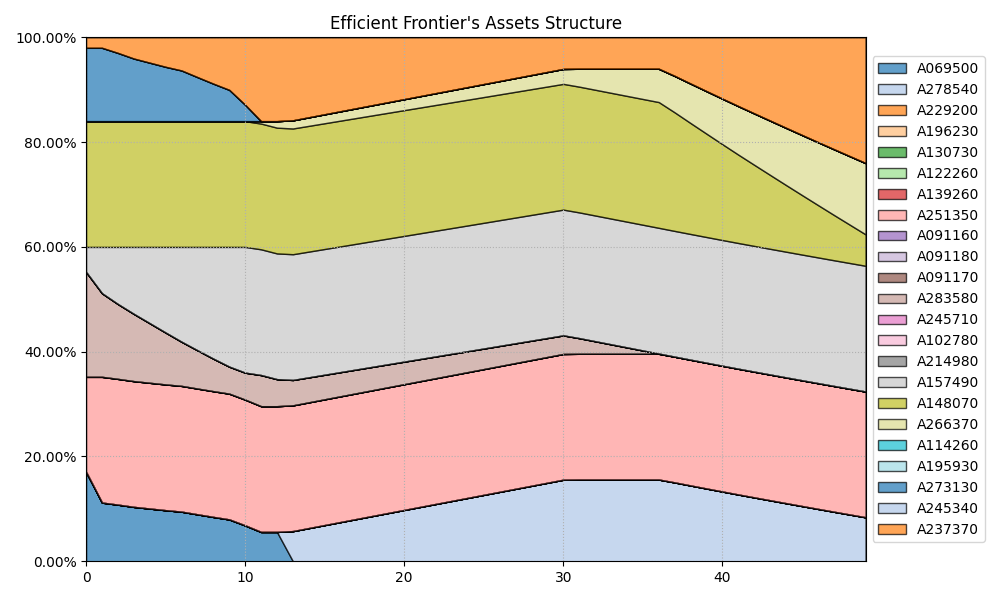 Efficient Frontier's Assets Structure
100.00%
80.00%
60.00%
40.00%
20.00%
0.00%
0
10
20
30
40
A069500
A278540
A229200
A196230
A130730
A122260
A139260
A251350
A091160
A091180
A091170
A283580
A245710
A102780
A214980
A157490
A148070
A266370
A114260
A195930
A273130
A245340
A237370